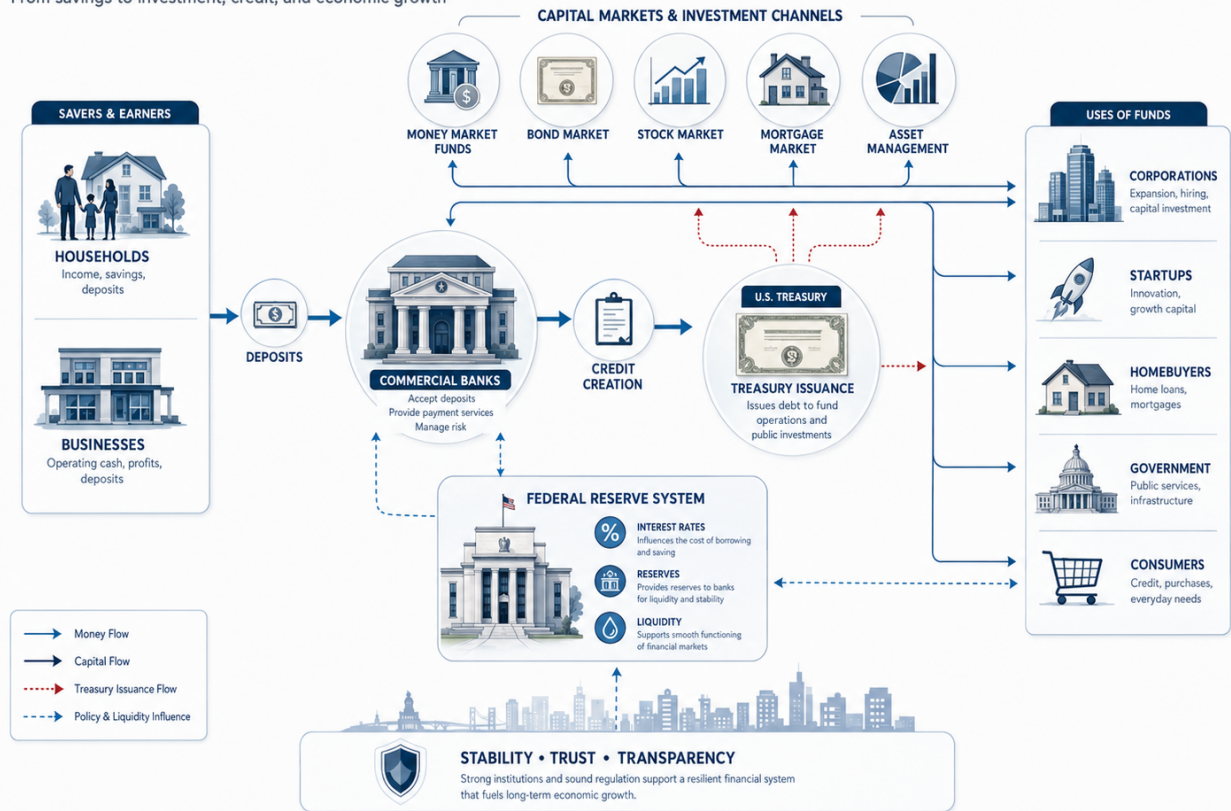 From savings to investment, credit, and economic growth
CAPITAL MARKETS & INVESTMENT CHANNELS
$
MONEY MARKET
FUNDS
BOND MARKET
STOCK MARKET
MORTGAGE
MARKET
ASSET
MANAGEMENT
SAVERS & EARNERS
HOUSEHOLDS
Income, savings,
deposits
BUSINESSES
Operating cash, profits,
deposits
$
DEPOSITS
COMMERCIAL BANKS
Accept deposits
Provide payment services
Manage risk
CREDIT
CREATION
U.S. TREASURY
TREASURY ISSUANCE
Issues debt to fund
operations and
public investments
USES OF FUNDS
CORPORATIONS
Expansion, hiring,
capital investment
STARTUPS
Innovation,
growth capital
HOMEBUYERS
Home loans,
mortgages
GOVERNMENT
Public services,
infrastructure
CONSUMERS
Credit, purchases,
everyday needs
FEDERAL RESERVE SYSTEM
%
INTEREST RATES
Influences the cost of borrowing
and saving
RESERVES
Provides reserves to banks
for liquidity and stability
LIQUIDITY
Supports smooth functioning
of financial markets
Money Flow
Capital Flow
Treasury Issuance Flow
Policy & Liquidity Influence
STABILITY • TRUST • TRANSPARENCY
Strong institutions and sound regulation support a resilient financial system
that fuels long-term economic growth.